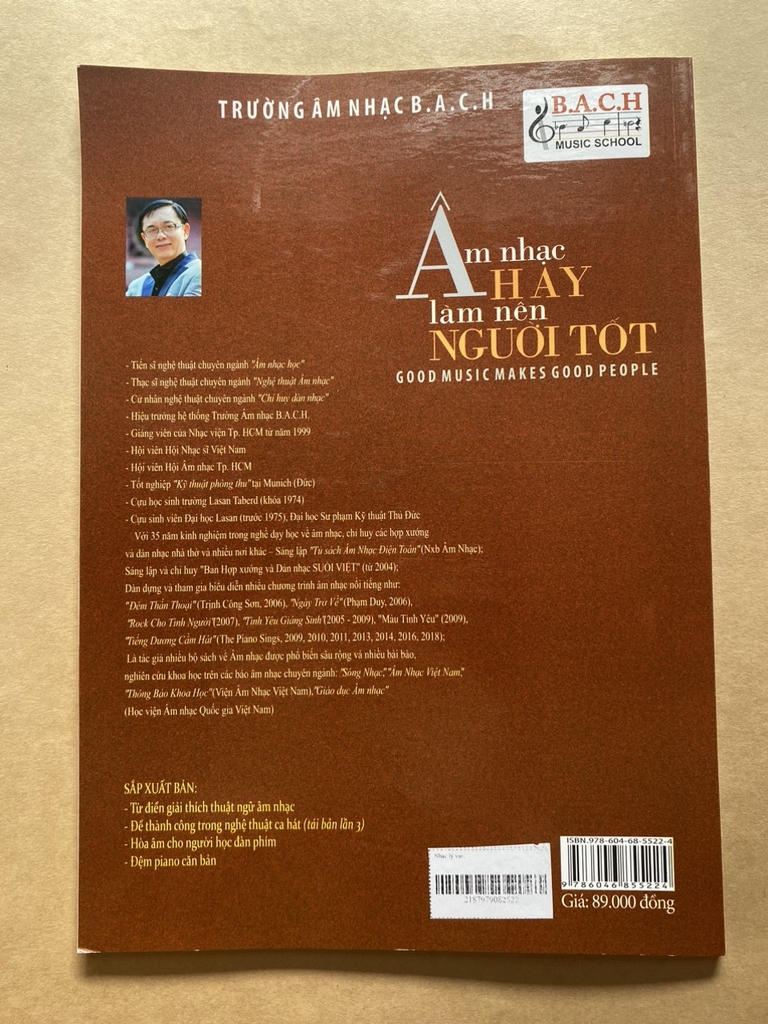 TRƯỜNG ÂM NHẠC B.A.C.H
B.A.C.H
MUSIC SCHOOL
Âm nhạc
HAY
làm nên
NGƯỜI TỐT
GOOD MUSIC MAKES GOOD PEOPLE
- Tiến sĩ nghệ thuật chuyên ngành "Âm nhạc học"
- Thạc sĩ nghệ thuật chuyên ngành "Nghệ thuật Âm nhạc"
- Cử nhân nghệ thuật chuyên ngành "Chỉ huy dàn nhạc"
- Hiệu trưởng hệ thống Trường Âm nhạc B.A.C.H.
- Giảng viên của Nhạc viện Tp. HCM từ năm 1999
- Hội viên Hội Nhạc sĩ Việt Nam
- Hội viên Hội Âm nhạc Tp. HCM
- Tốt nghiệp "Kỹ thuật phòng thu" tại Munich (Đức)
- Cựu học sinh trường Lasan Taberd (khóa 1974)
- Cựu sinh viên Đại học Lasan (trước 1975), Đại học Sư phạm Kỹ thuật Thủ Đức
Với 35 năm kinh nghiệm trong nghề dạy học về âm nhạc, chỉ huy các hợp xướng
và dàn nhạc nhà thờ và nhiều nơi khác – Sáng lập "Tủ sách Âm Nhạc Điện Toán" (Nxb Âm Nhạc);
Sáng lập và chỉ huy "Ban Hợp xướng và Dàn nhạc SUỐI VIỆT" (từ 2004);
Dàn dựng và tham gia biểu diễn nhiều chương trình âm nhạc nổi tiếng như:
"Đêm Thần Thoại" (Trịnh Công Sơn, 2006), "Ngày Trở Về" (Phạm Duy, 2006),
"Rock Cho Tình Người" (2007), "Tình Yêu Giáng Sinh" (2005 - 2009), "Màu Tình Yêu" (2009),
"Tiếng Dương Cầm Hát" (The Piano Sings, 2009, 2010, 2011, 2013, 2014, 2016, 2018);
Là tác giả nhiều bộ sách về Âm nhạc được phổ biến sâu rộng và nhiều bài báo,
nghiên cứu khoa học trên các báo âm nhạc chuyên ngành: "Sóng Nhạc," "Âm Nhạc Việt Nam,"
"Thông Báo Khoa Học" (Viện Âm Nhạc Việt Nam), "Giáo dục Âm nhạc"
(Học viện Âm nhạc Quốc gia Việt Nam)
SẮP XUẤT BẢN:
- Từ điển giải thích thuật ngữ âm nhạc
- Để thành công trong nghệ thuật ca hát (tái bản lần 3)
- Hòa âm cho người học đàn phím
- Đệm piano căn bản
Nhạc lý
2187979082522
ISBN.978-604-68-5522-4
9 786046 855224
Giá: 89.000 đồng